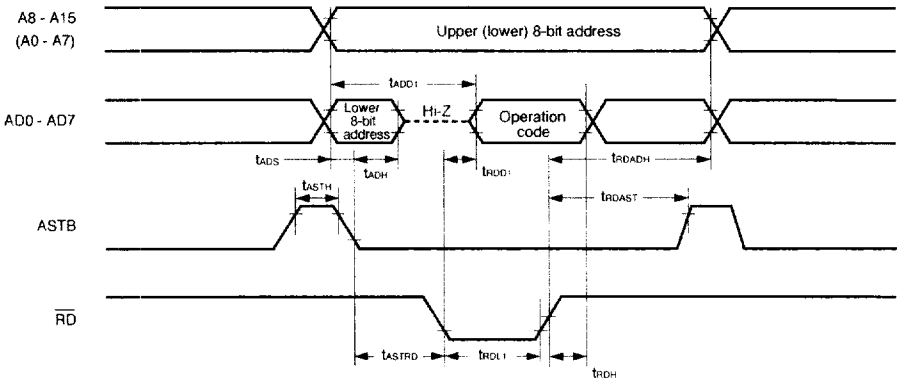 A8 - A15
(A0 - A7)
Upper (lower) 8-bit address
tADD1
AD0 - AD7
Lower
8-bit
address
Hi-Z
Operation
code
tADS
tADH
tRDD1
tRDADH
tASTH
tRDAST
ASTB
RD
tASTRD
tRDL1
tRDH